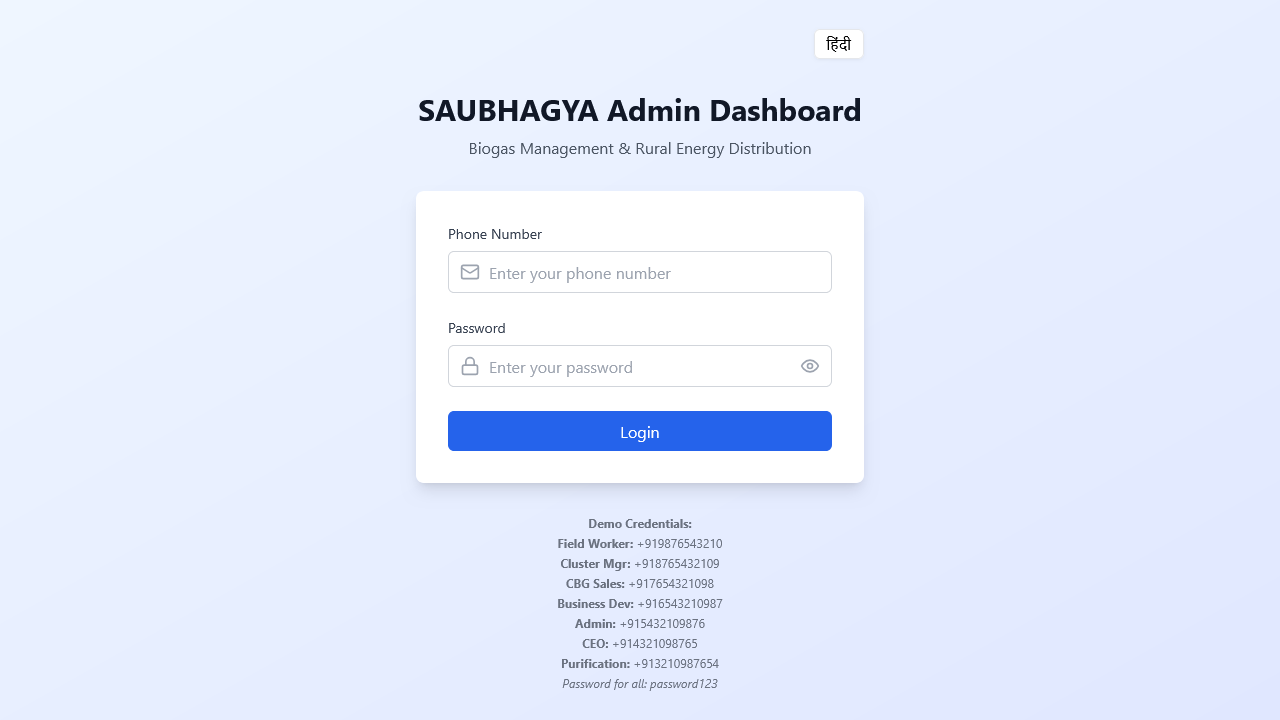 हिंदी
SAUBHAGYA Admin Dashboard
Biogas Management & Rural Energy Distribution
Phone Number
Enter your phone number
Password
Enter your password
Login
Demo Credentials:
Field Worker: +919876543210
Cluster Mgr: +918765432109
CBG Sales: +917654321098
Business Dev: +916543210987
Admin: +915432109876
CEO: +914321098765
Purification: +913210987654
Password for all: password123